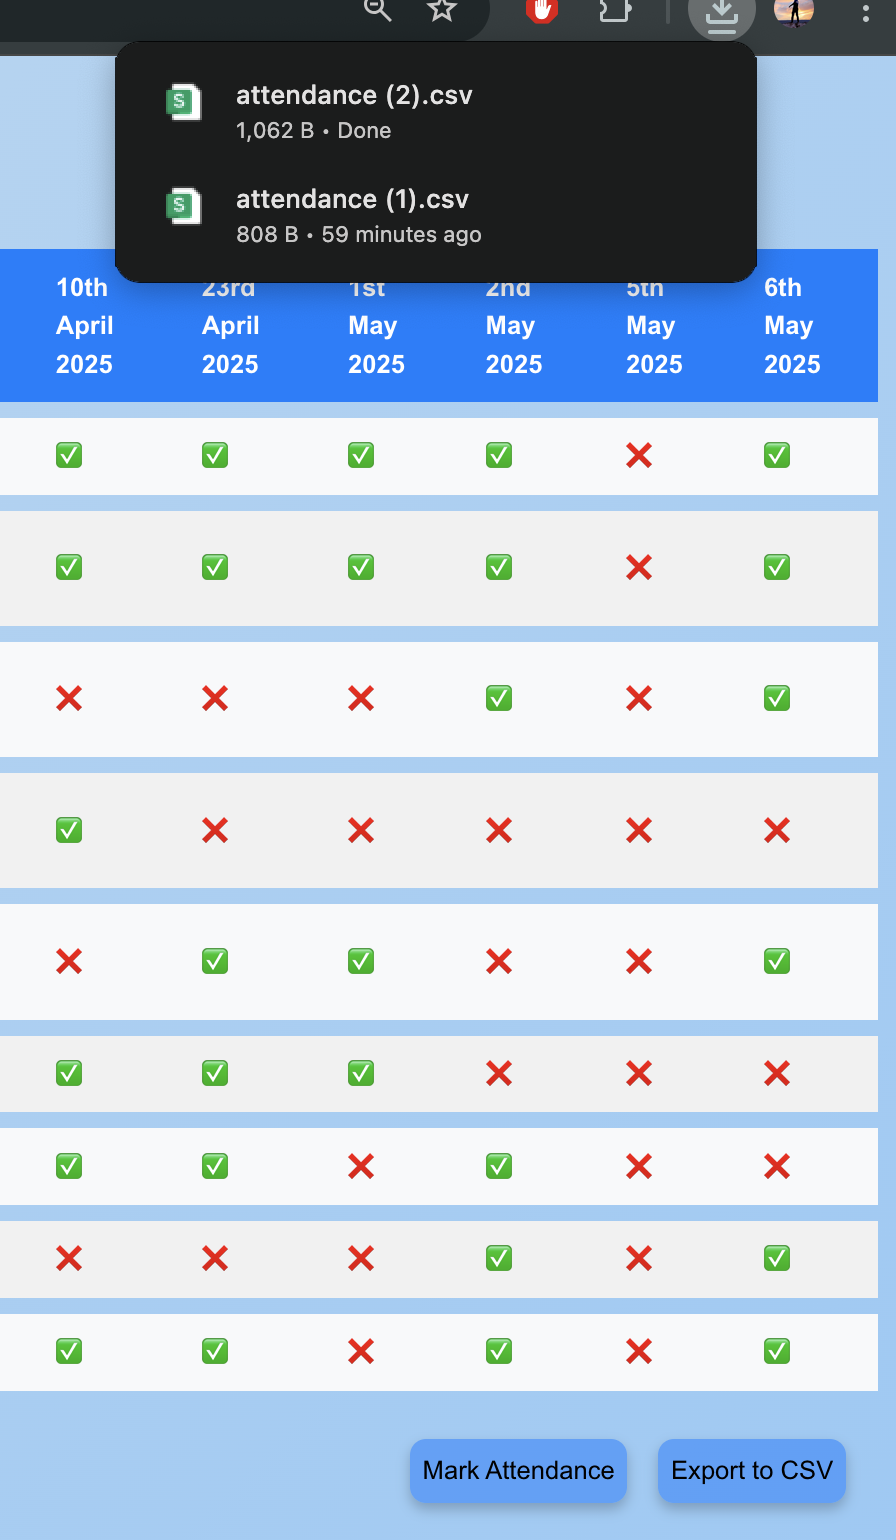 attendance (2).csv
1,062 B • Done
attendance (1).csv
808 B • 59 minutes ago
10th April 2025
23rd April 2025
1st May 2025
2nd May 2025
5th May 2025
6th May 2025
✅ ✅ ✅ ✅ ❌ ✅
✅ ✅ ✅ ✅ ❌ ✅
❌ ❌ ❌ ✅ ❌ ✅
✅ ❌ ❌ ❌ ❌ ❌
❌ ✅ ✅ ❌ ❌ ✅
✅ ✅ ✅ ❌ ❌ ❌
✅ ✅ ❌ ✅ ❌ ❌
❌ ❌ ❌ ✅ ❌ ✅
✅ ✅ ❌ ✅ ❌ ✅
Mark Attendance
Export to CSV